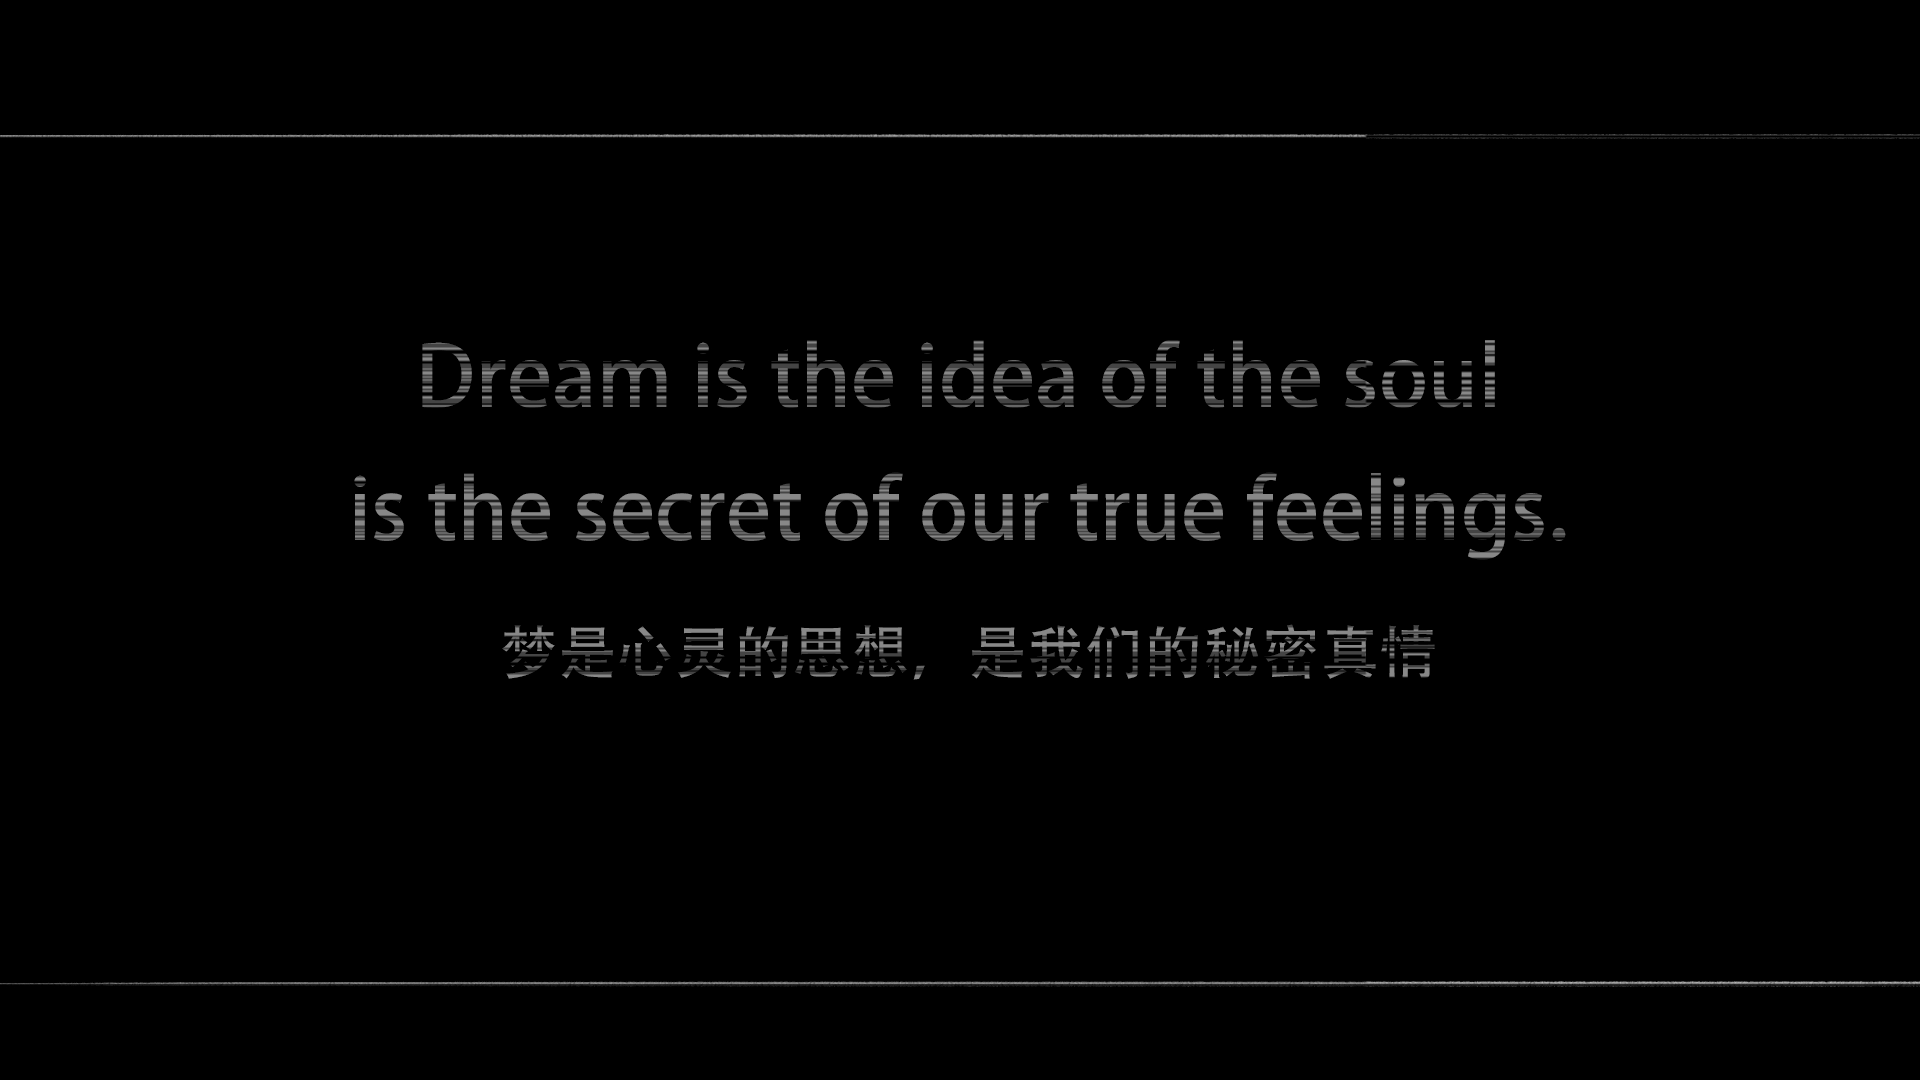 Dream is the idea of the soul
is the secret of our true feelings.
梦是心灵的思想，是我们的秘密真情